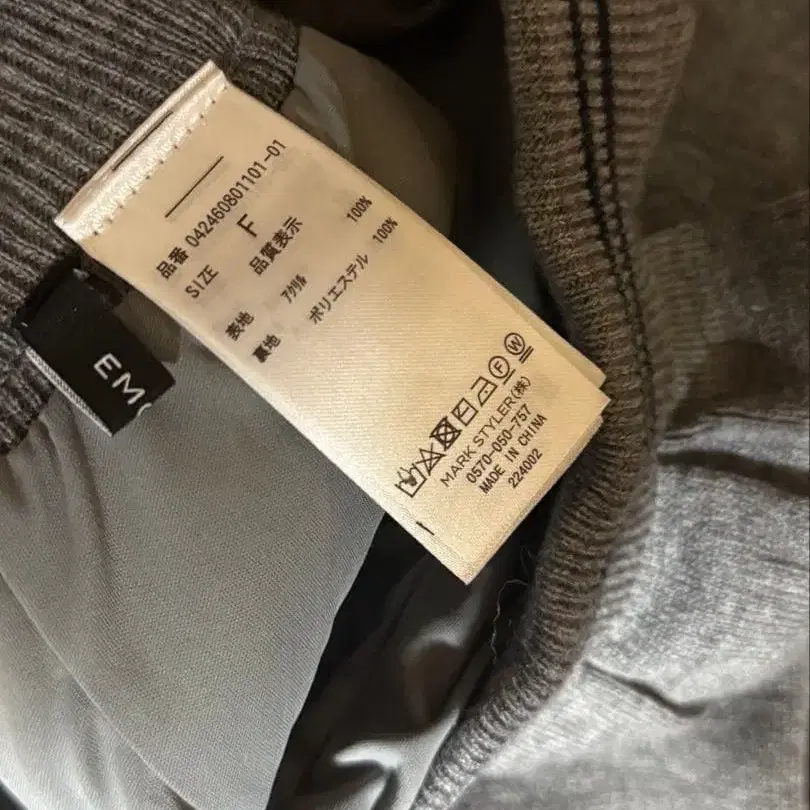 品番 042460801101-01
SIZE F
品質表示
表地 アクリル 100%
裏地 ポリエステル 100%
MARK STYLER(株)
0570-050-757
MADE IN CHINA
224002